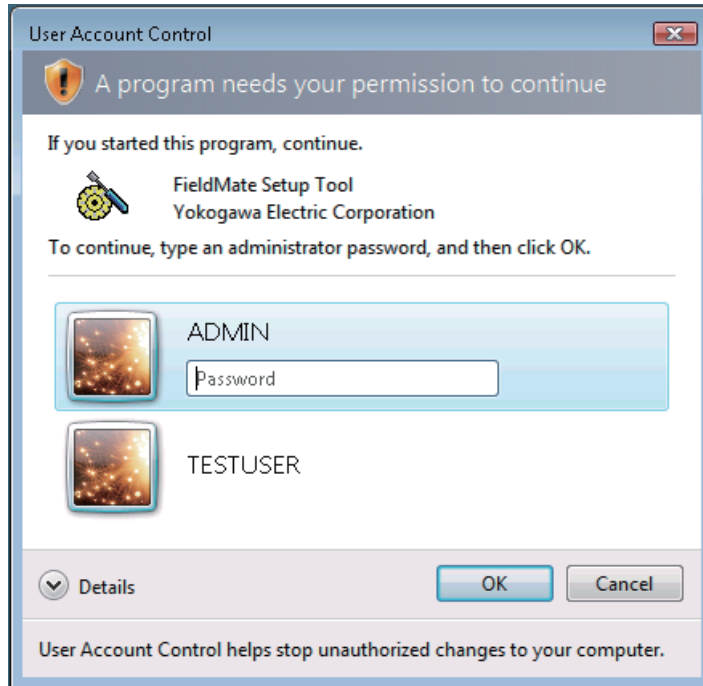 User Account Control
A program needs your permission to continue
If you started this program, continue.
FieldMate Setup Tool
Yokogawa Electric Corporation
To continue, type an administrator password, and then click OK.
ADMIN
Password
TESTUSER
Details
OK
Cancel
User Account Control helps stop unauthorized changes to your computer.